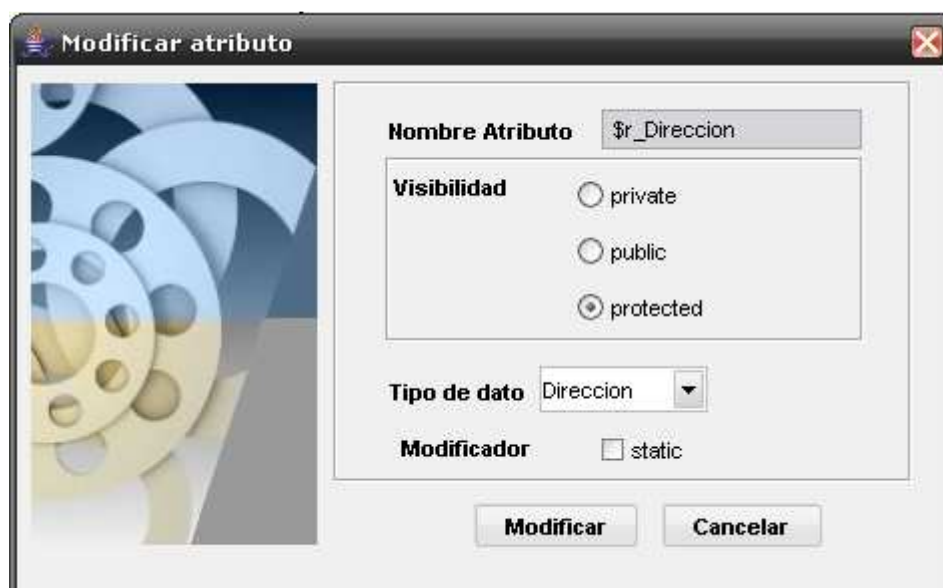 Modificar atributo
Nombre Atributo $r_Direccion
Visibilidad private
public
protected
Tipo de dato Direccion
Modificador static
Modificar Cancelar